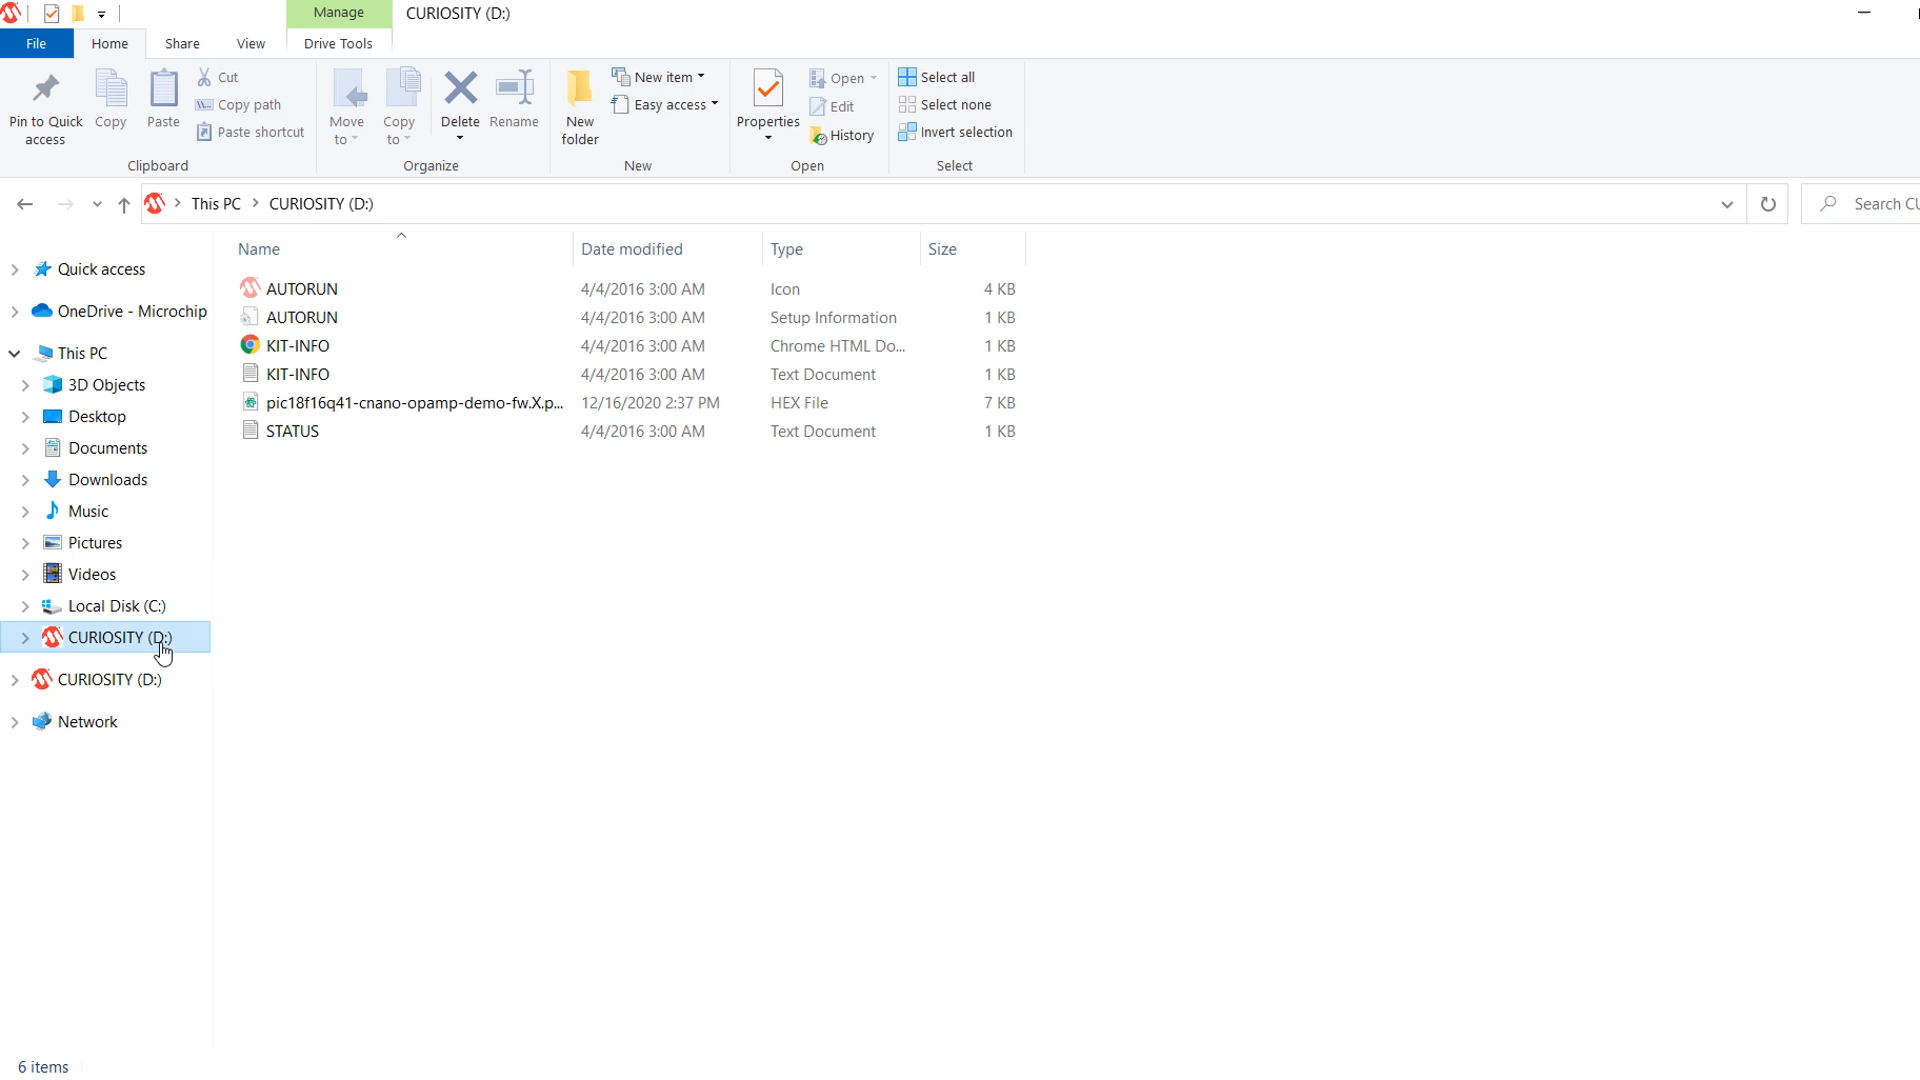 Manage CURIOSITY (D:)
File Home Share View Drive Tools
Pin to Quick access
Copy
Paste
Cut
Copy path
Paste shortcut
Clipboard
Move to
Copy to
Delete
Rename
Organize
New folder
New item
Easy access
New
Properties
Open
Edit
History
Open
Select all
Select none
Invert selection
Select
This PC CURIOSITY (D:)
Search CU
Quick access
OneDrive - Microchip
This PC
3D Objects
Desktop
Documents
Downloads
Music
Pictures
Videos
Local Disk (C:)
CURIOSITY (D:)
CURIOSITY (D:)
Network
Name Date modified Type Size
AUTORUN 4/4/2016 3:00 AM Icon 4 KB
AUTORUN 4/4/2016 3:00 AM Setup Information 1 KB
KIT-INFO 4/4/2016 3:00 AM Chrome HTML Do... 1 KB
KIT-INFO 4/4/2016 3:00 AM Text Document 1 KB
pic18f16q41-cnano-opamp-demo-fw.X.p... 12/16/2020 2:37 PM HEX File 7 KB
STATUS 4/4/2016 3:00 AM Text Document 1 KB
6 items